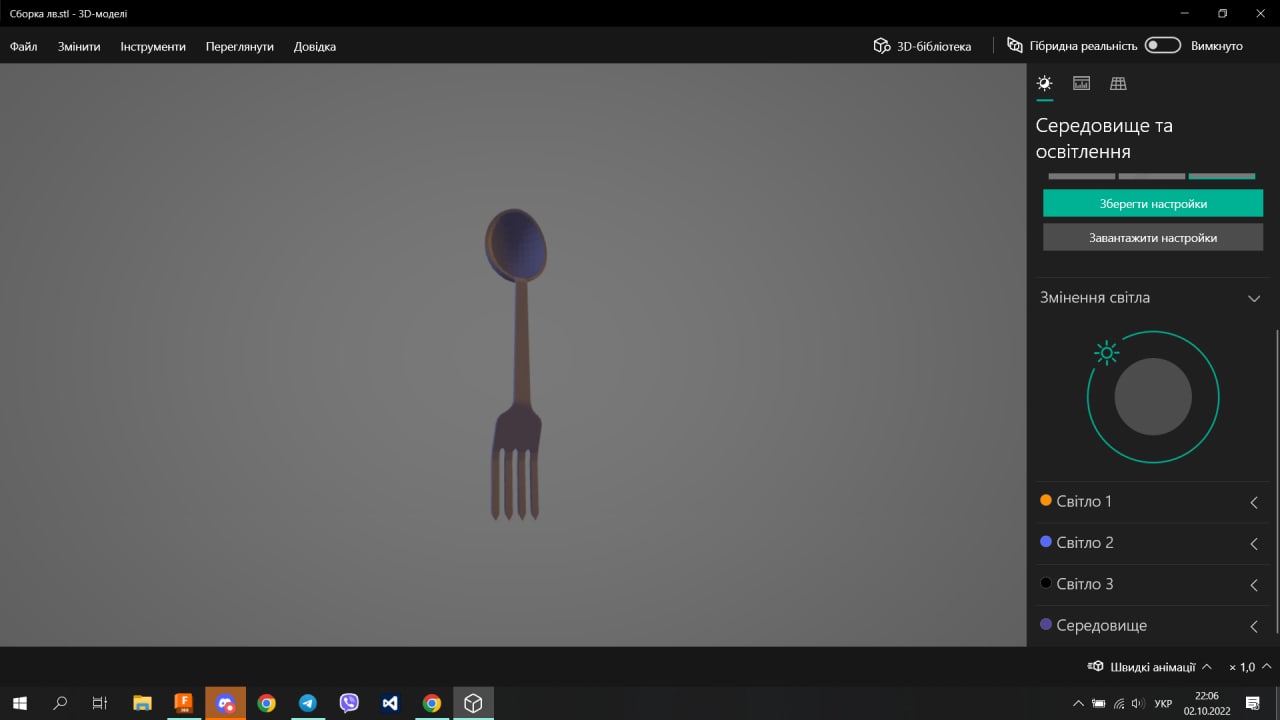 Сборка лв.stl - 3D-моделі
Файл Змінити Інструменти Переглянути Довідка 3D-бібліотека Гібридна реальність Вимкнуто
Середовище та
освітлення
Зберегти настройки
Завантажити настройки
Змінення світла
Світло 1
Світло 2
Світло 3
Середовище
Швидкі анімації × 1,0
УКР
22:06
02.10.2022